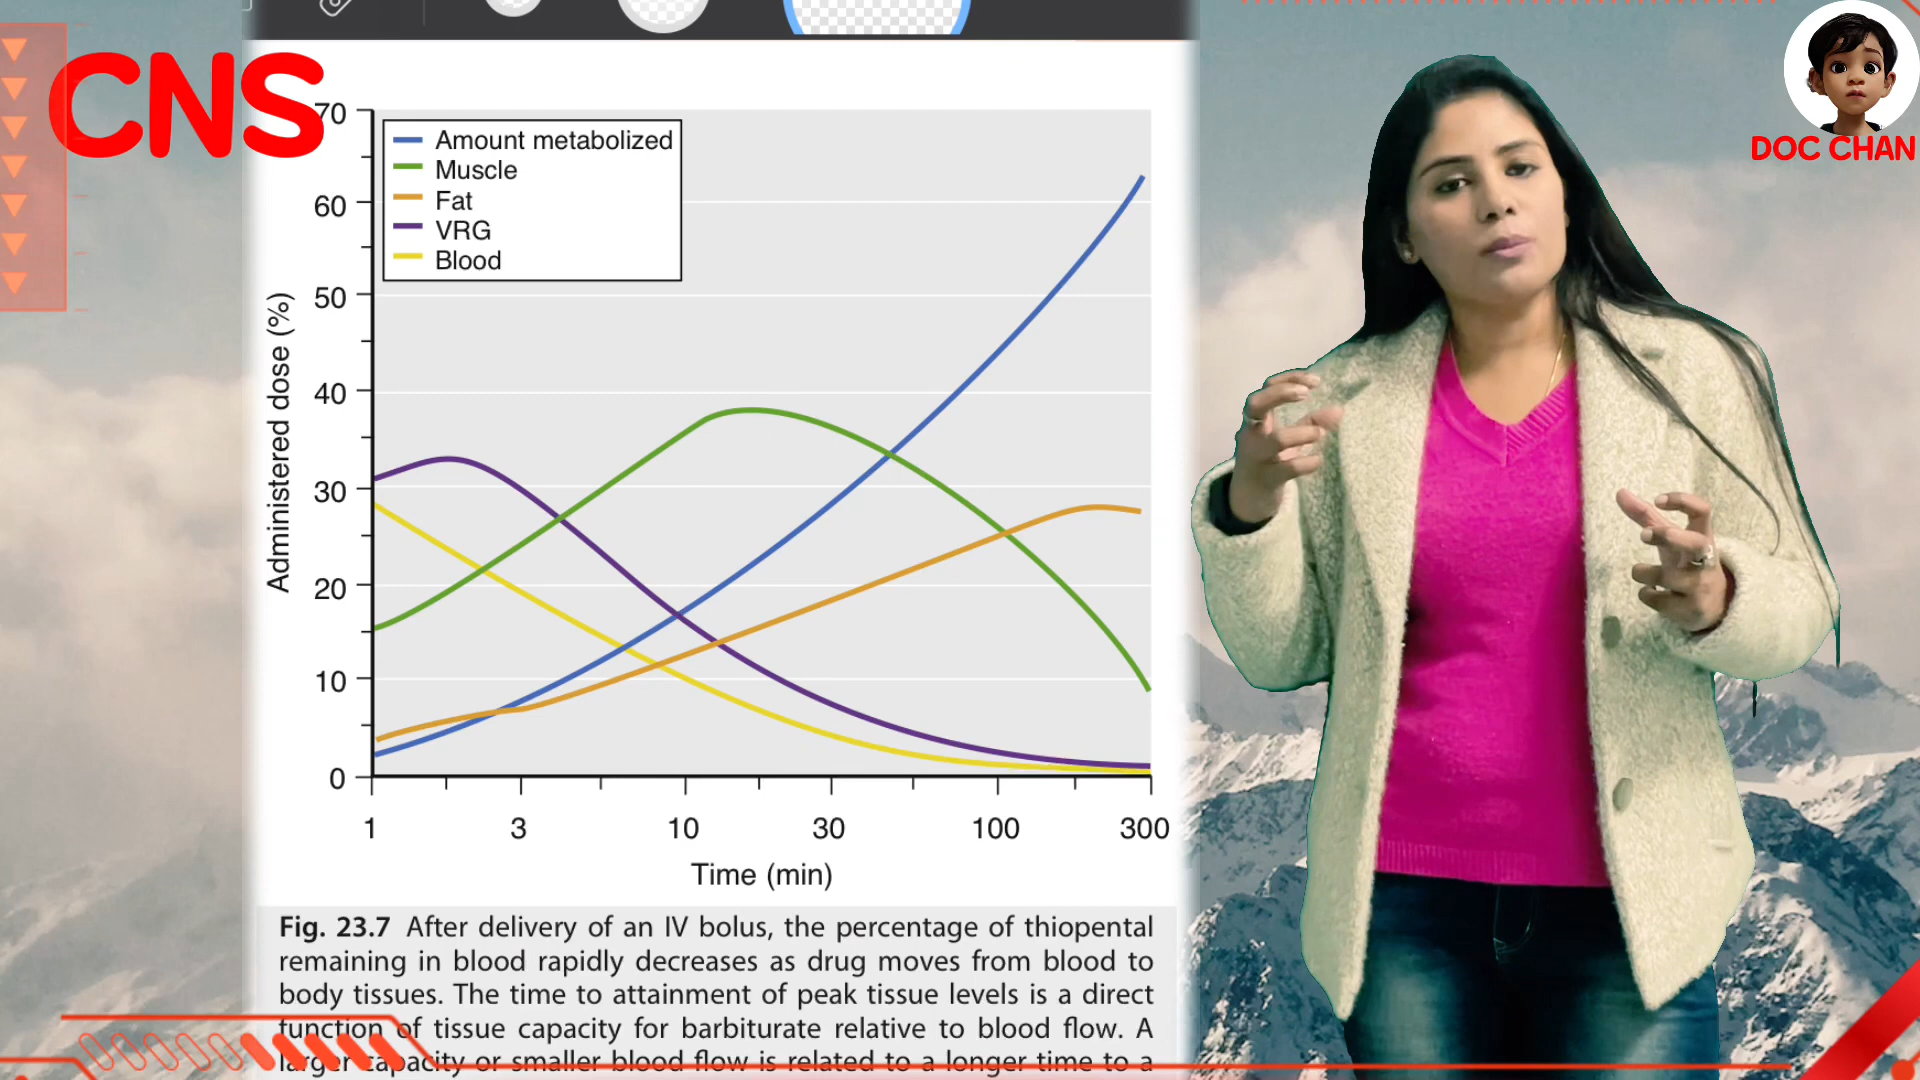 CNS
DOC CHAN
70
60
50
40
30
20
10
0
Administered dose (%)
Amount metabolized
Muscle
Fat
VRG
Blood
1 3 10 30 100 300
Time (min)
Fig. 23.7 After delivery of an IV bolus, the percentage of thiopental
remaining in blood rapidly decreases as drug moves from blood to
body tissues. The time to attainment of peak tissue levels is a direct
function of tissue capacity for barbiturate relative to blood flow. A
larger capacity or smaller blood flow is related to a longer time to a